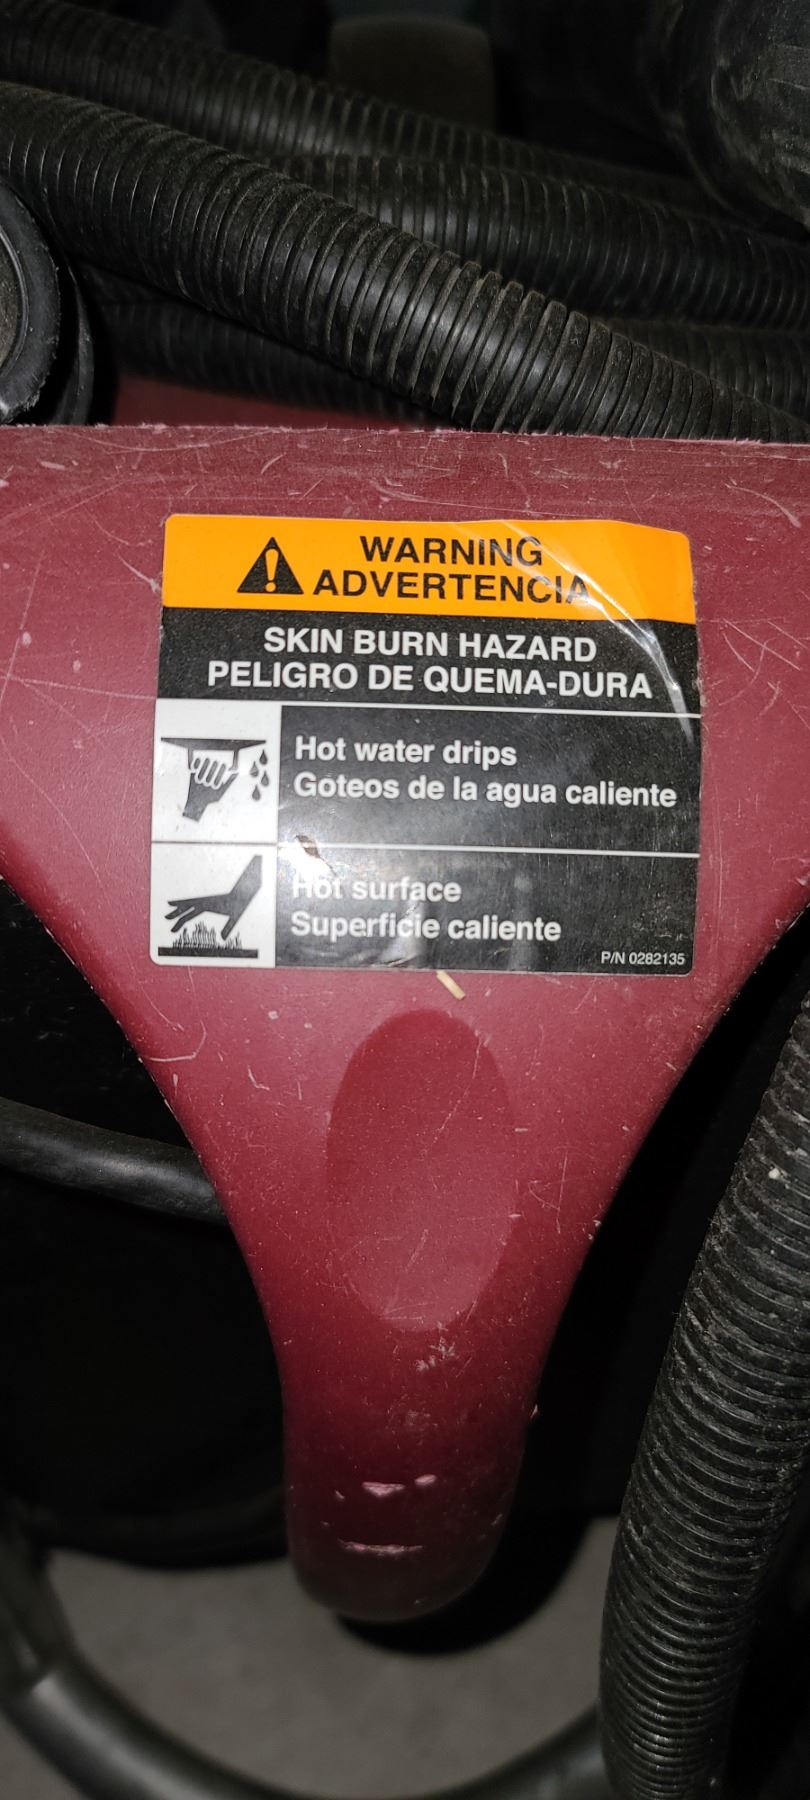 WARNING
ADVERTENCIA
SKIN BURN HAZARD
PELIGRO DE QUEMA-DURA
Hot water drips
Goteos de la agua caliente
Hot surface
Superficie caliente
P/N 0282135